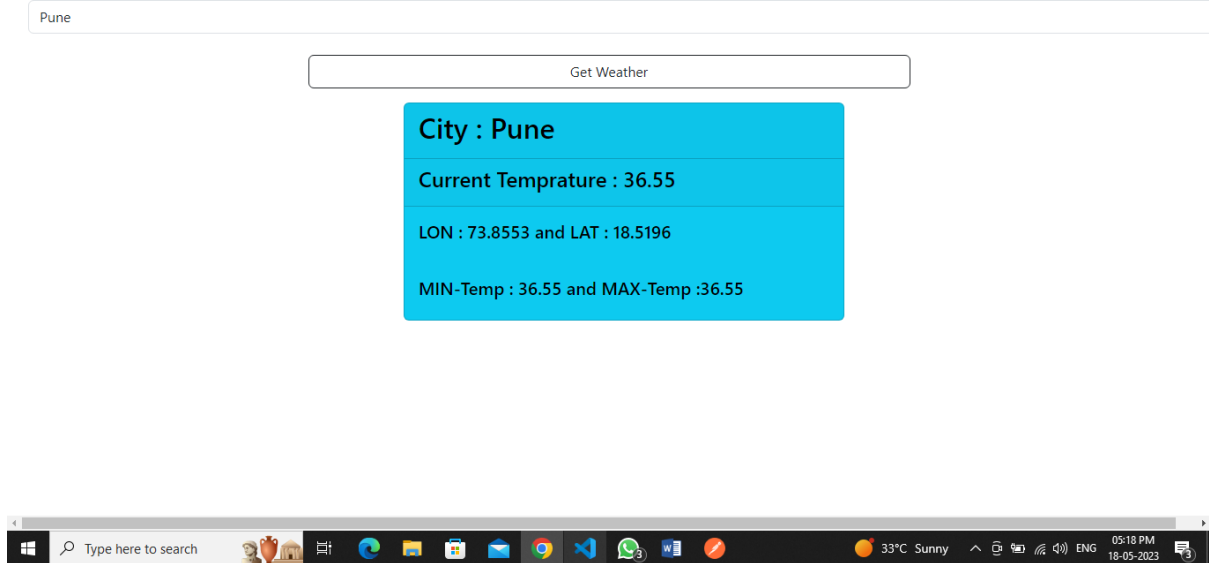 Pune
Get Weather
City : Pune
Current Temprature : 36.55
LON : 73.8553 and LAT : 18.5196
MIN-Temp : 36.55 and MAX-Temp :36.55
Type here to search
3
W
33°C Sunny
ENG
05:18 PM
18-05-2023
3